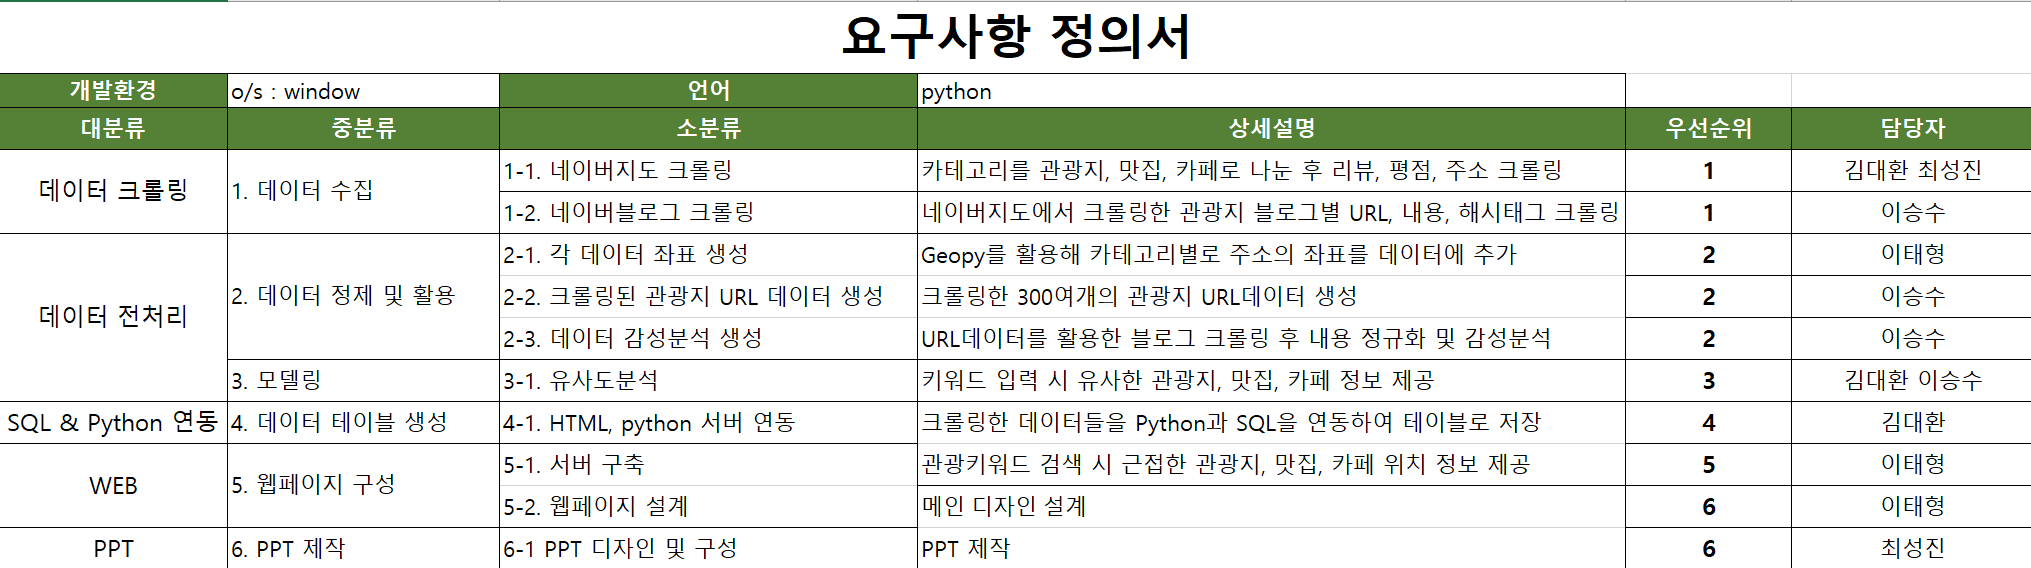 요구사항 정의서
개발환경 o/s : window 언어 python
대분류 중분류 소분류 상세설명 우선순위 담당자
데이터 크롤링 1. 데이터 수집 1-1. 네이버지도 크롤링 카테고리를 관광지, 맛집, 카페로 나눈 후 리뷰, 평점, 주소 크롤링 1 김대환 최성진
1-2. 네이버블로그 크롤링 네이버지도에서 크롤링한 관광지 블로그별 URL, 내용, 해시태그 크롤링 1 이승수
데이터 전처리 2. 데이터 정제 및 활용 2-1. 각 데이터 좌표 생성 Geopy를 활용해 카테고리별로 주소의 좌표를 데이터에 추가 2 이태형
2-2. 크롤링된 관광지 URL 데이터 생성 크롤링한 300여개의 관광지 URL데이터 생성 2 이승수
2-3. 데이터 감성분석 생성 URL데이터를 활용한 블로그 크롤링 후 내용 정규화 및 감성분석 2 이승수
3. 모델링 3-1. 유사도분석 키워드 입력 시 유사한 관광지, 맛집, 카페 정보 제공 3 김대환 이승수
SQL & Python 연동 4. 데이터 테이블 생성 4-1. HTML, python 서버 연동 크롤링한 데이터들을 Python과 SQL을 연동하여 테이블로 저장 4 김대환
WEB 5. 웹페이지 구성 5-1. 서버 구축 관광키워드 검색 시 근접한 관광지, 맛집, 카페 위치 정보 제공 5 이태형
5-2. 웹페이지 설계 메인 디자인 설계 6 이태형
PPT 6. PPT 제작 6-1 PPT 디자인 및 구성 PPT 제작 6 최성진